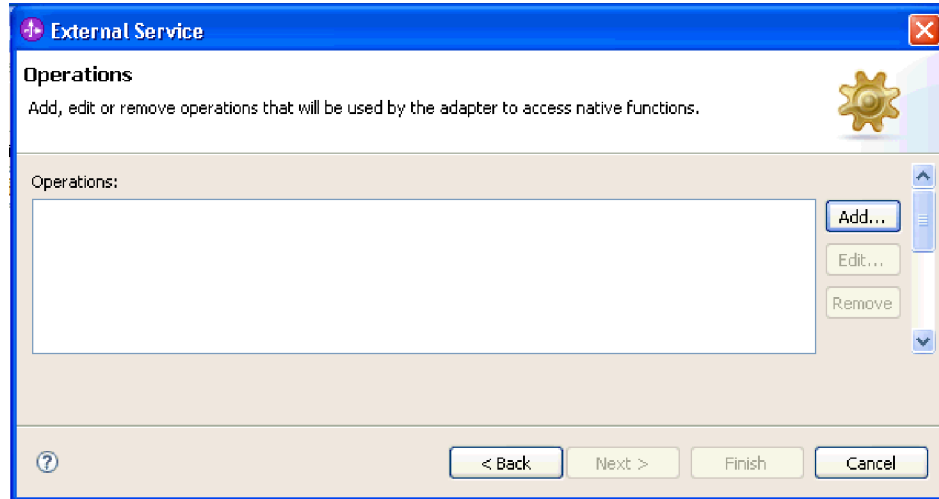 External Service
Operations
Add, edit or remove operations that will be used by the adapter to access native functions.
Operations:
Add...
Edit...
Remove
?
< Back
Next >
Finish
Cancel